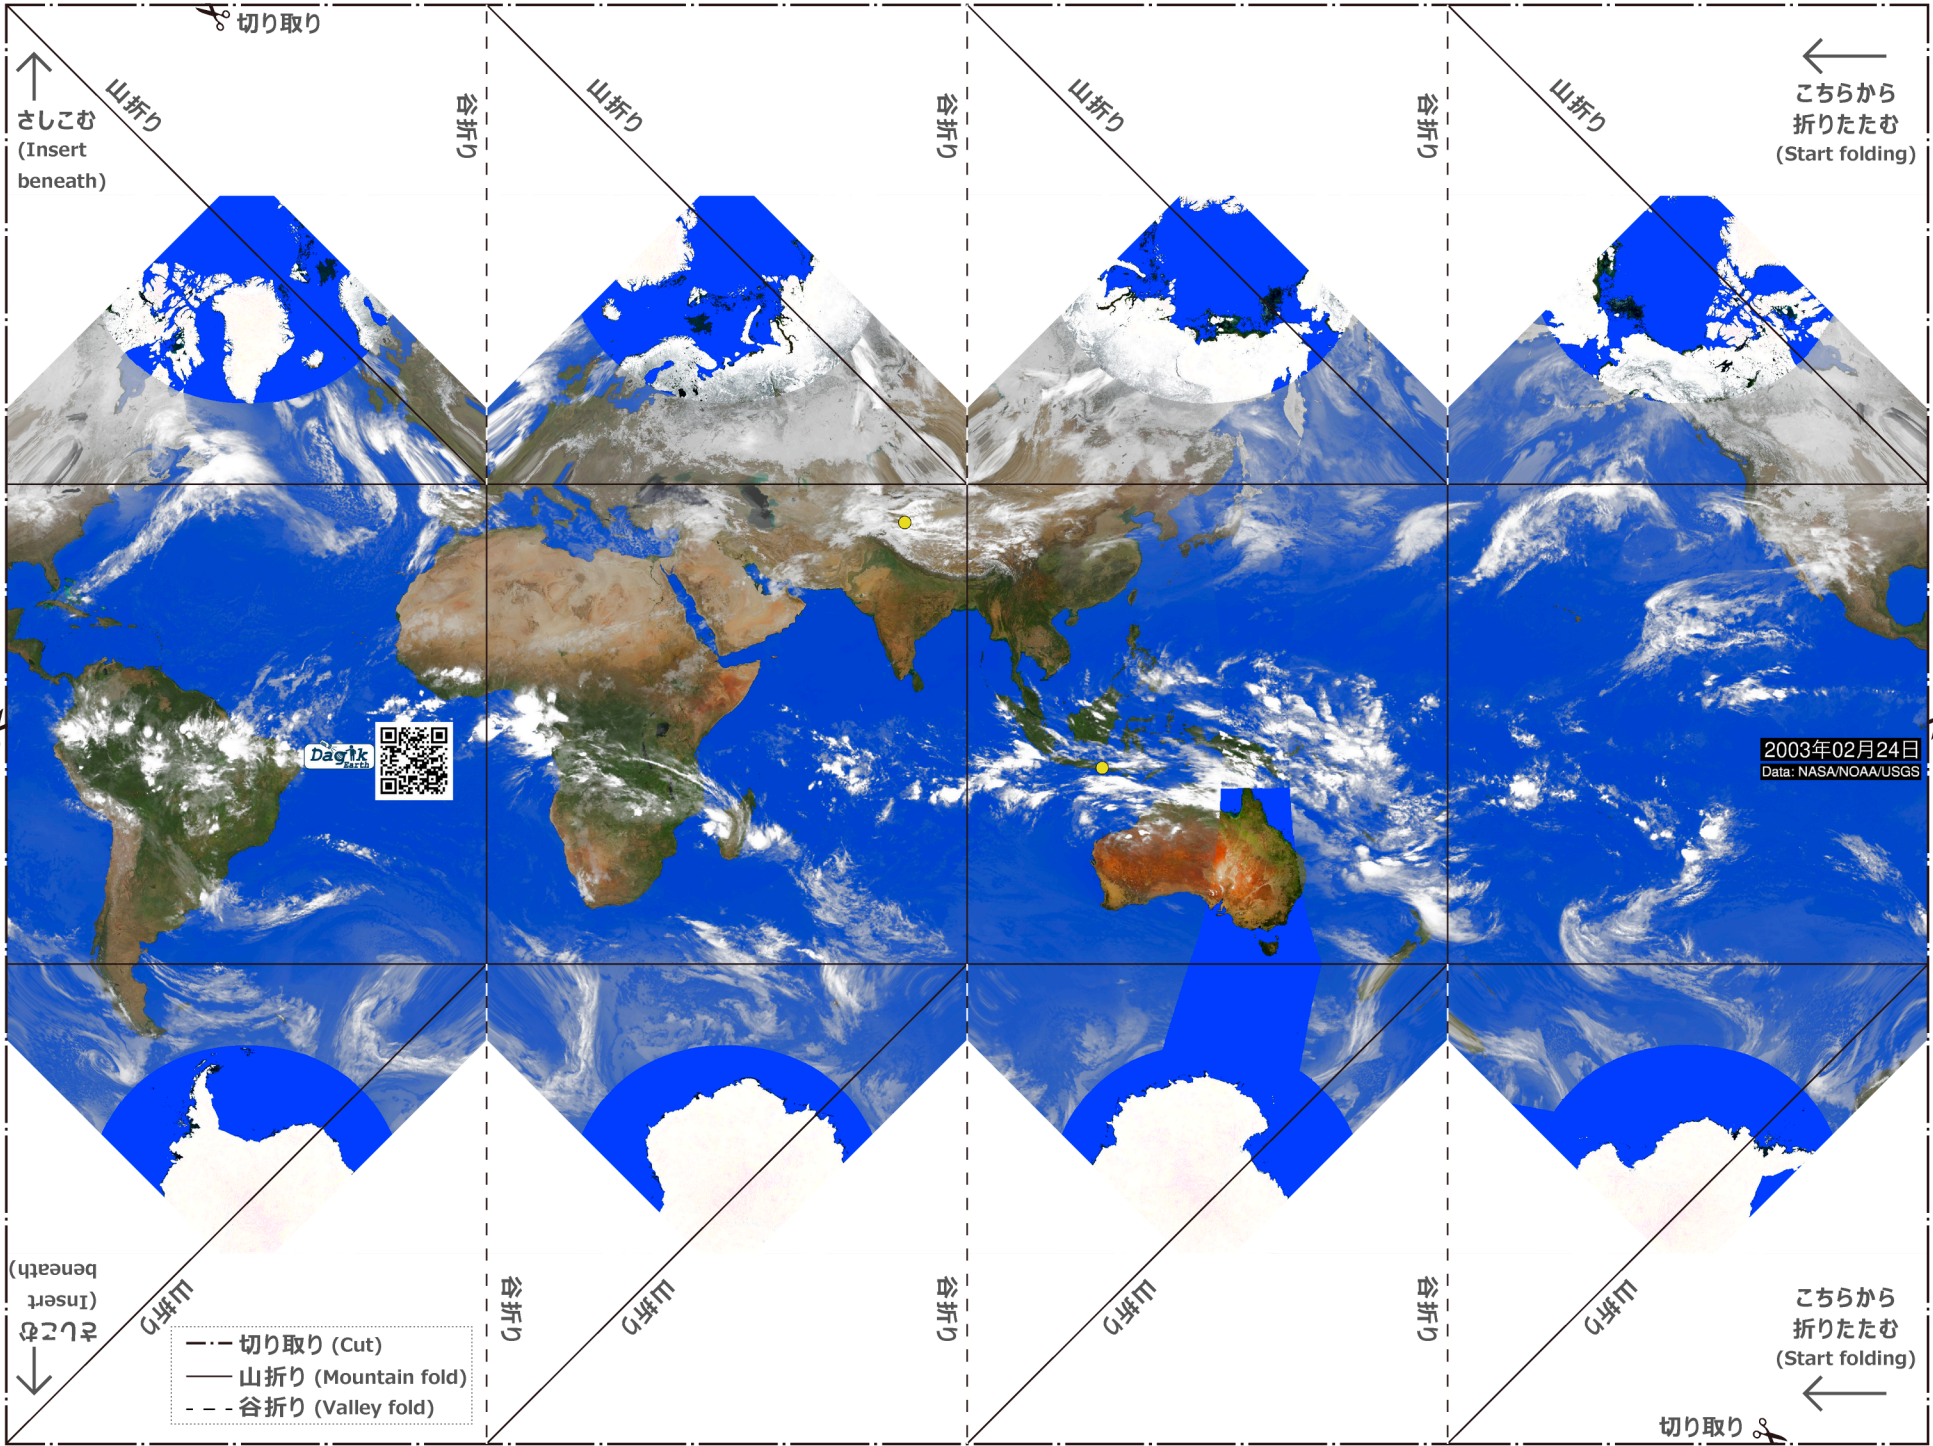 切り取り
山折り
谷折り
山折り
谷折り
山折り
谷折り
山折り
さしこむ
(Insert
beneath)
こちらから
折りたたむ
(Start folding)
Dagik
Earth
2003年02月24日
Data: NASA/NOAA/USGS
さしこむ
(Insert
beneath)
山折り
谷折り
山折り
谷折り
山折り
谷折り
山折り
こちらから
折りたたむ
(Start folding)
切り取り (Cut)
山折り (Mountain fold)
谷折り (Valley fold)
切り取り